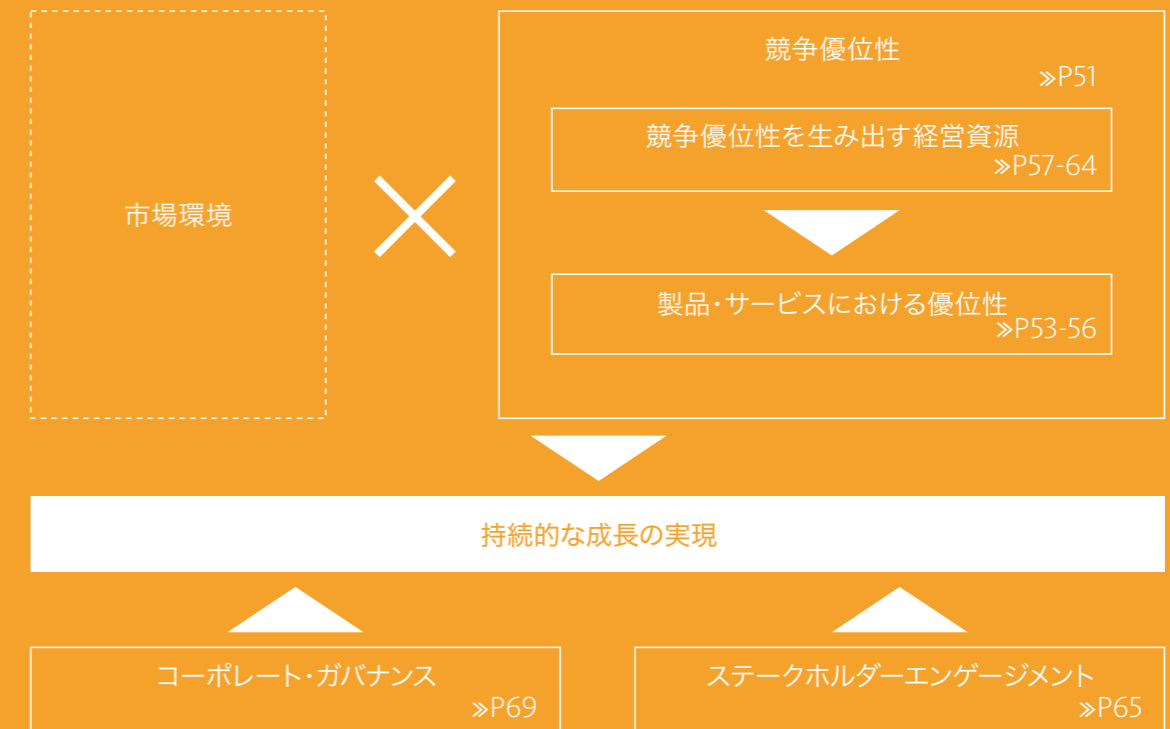 市場環境
競争優位性
≫P51
競争優位性を生み出す経営資源
≫P57-64
製品・サービスにおける優位性
≫P53-56
持続的な成長の実現
コーポレート・ガバナンス
≫P69
ステークホルダーエンゲージメント
≫P65